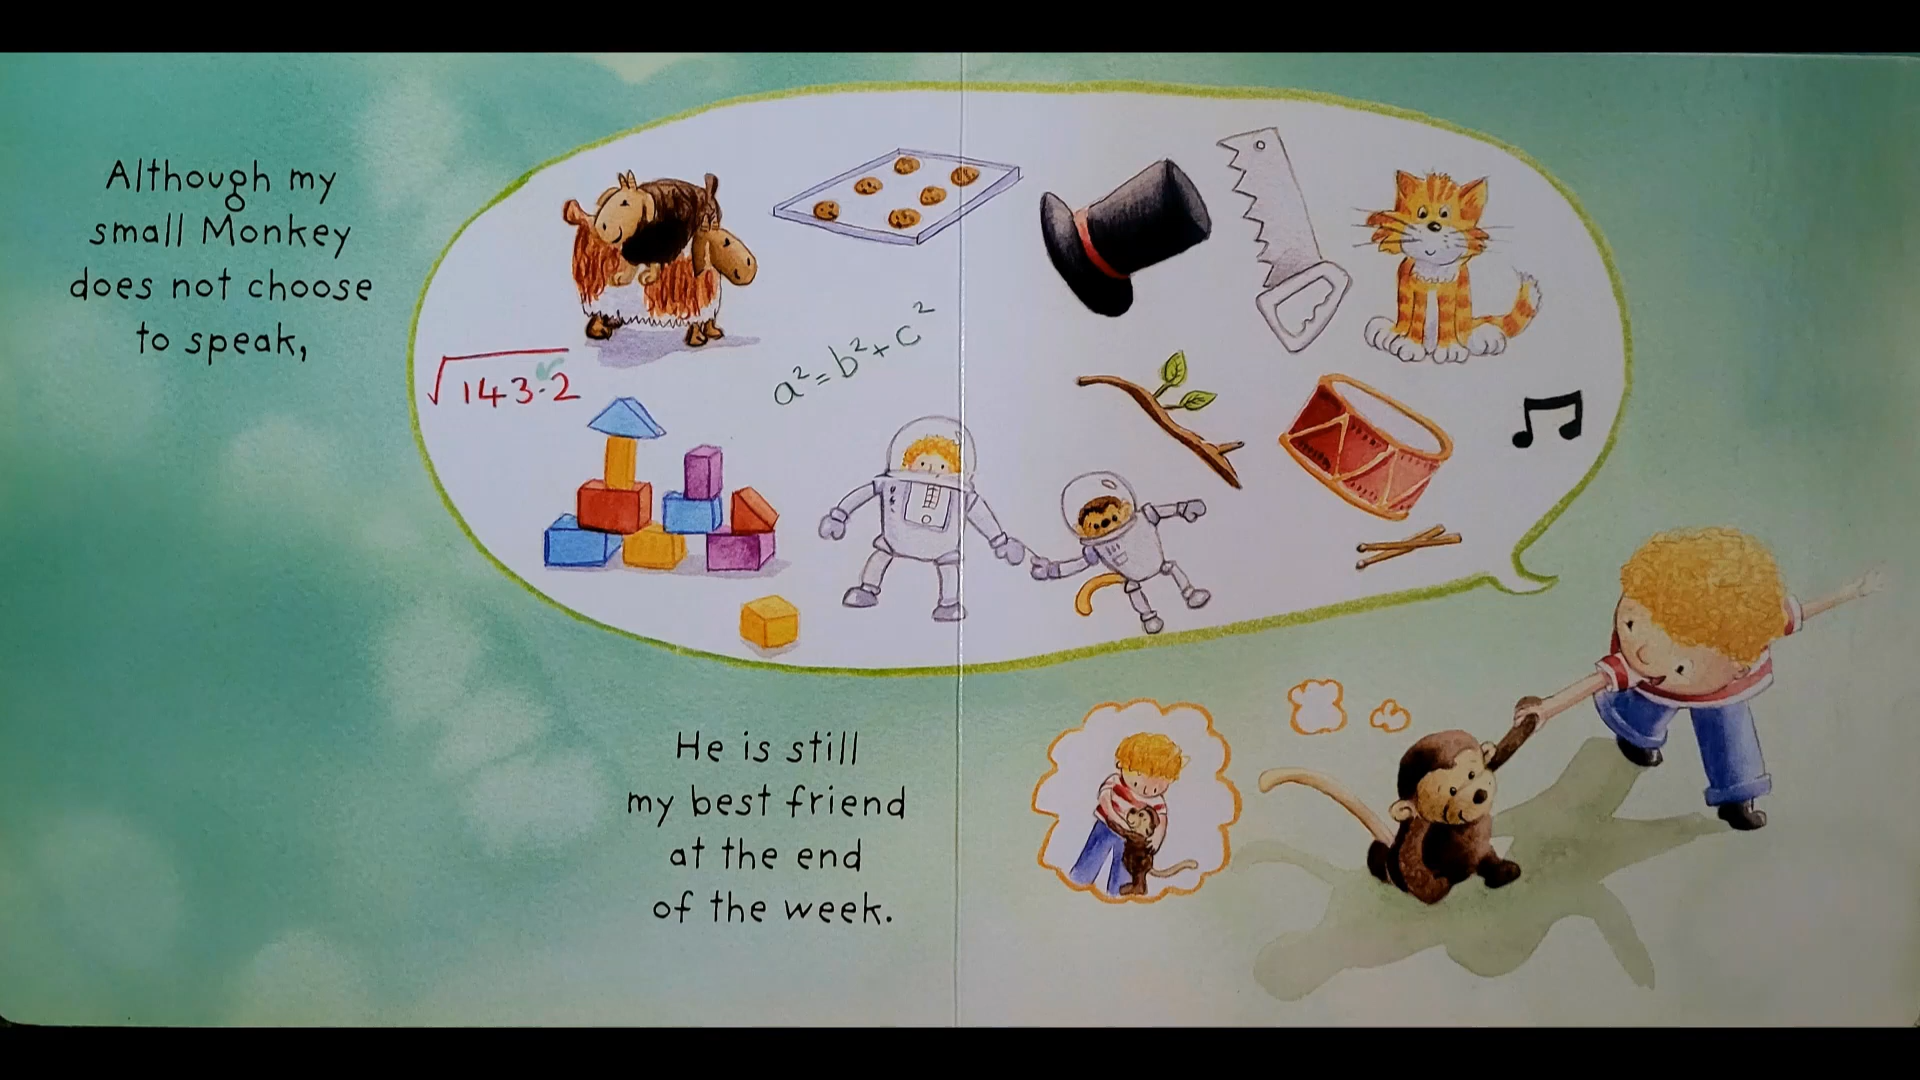 Although my
small Monkey
does not choose
to speak,
√143.2
a² = b² + c²
He is still
my best friend
at the end
of the week.